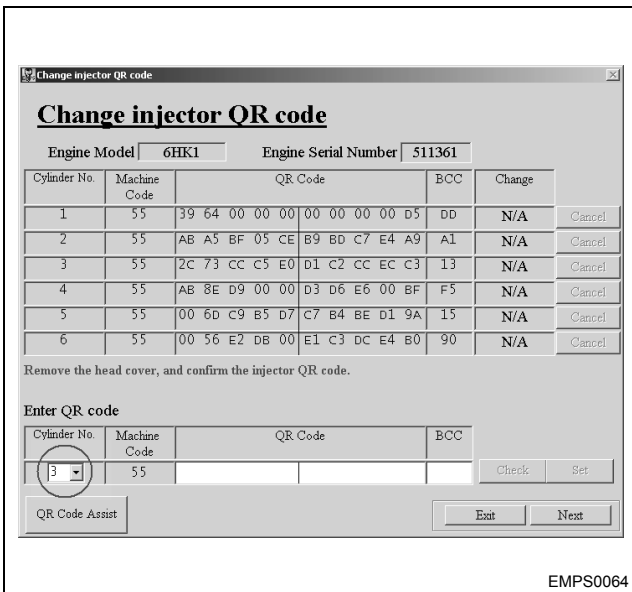 Change injector QR code
Change injector QR code
Engine Model 6HK1 Engine Serial Number 511361
Cylinder No. Machine Code QR Code BCC Change
1 55 39 64 00 00 00 00 00 00 00 D5 DD N/A Cancel
2 55 AB A5 BF 05 CE B9 BD C7 E4 A9 A1 N/A Cancel
3 55 2C 73 CC C5 E0 D1 C2 CC EC C3 13 N/A Cancel
4 55 AB 8E D9 00 00 D3 D6 E6 00 BF F5 N/A Cancel
5 55 00 6D C9 B5 D7 C7 B4 BE D1 9A 15 N/A Cancel
6 55 00 56 E2 DB 00 E1 C3 DC E4 B0 90 N/A Cancel
Remove the head cover, and confirm the injector QR code.
Enter QR code
Cylinder No. Machine Code QR Code BCC
3 55 Check Set
QR Code Assist Exit Next
EMPS0064